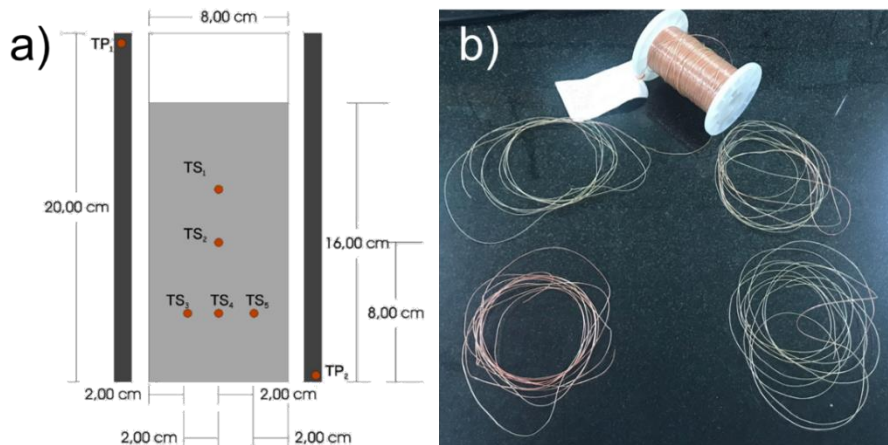 a)
8,00 cm
b)
TP₁
TS₁
20,00 cm
TS₂
16,00 cm
TS₃ TS₄ TS₅
8,00 cm
TP₂
2,00 cm
2,00 cm
2,00 cm
2,00 cm